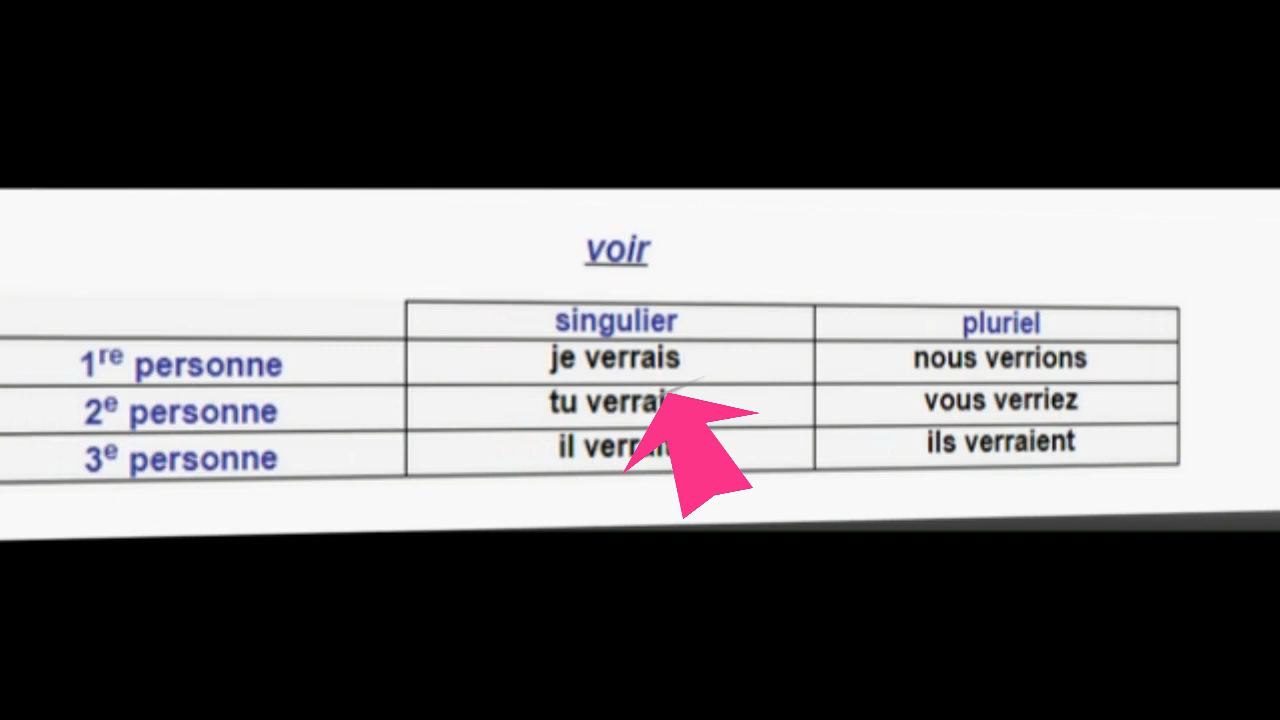 voir
singulier pluriel
1re personne je verrais nous verrions
2e personne tu vous verriez
3e personne il ils verraient